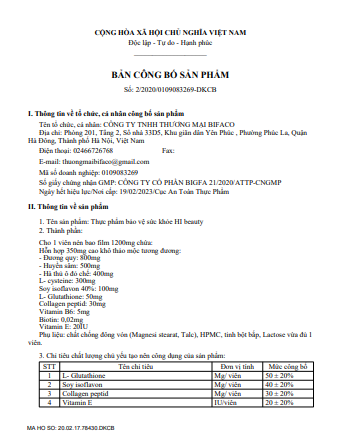 CỘNG HÒA XÃ HỘI CHỦ NGHĨA VIỆT NAM
Độc lập - Tự do - Hạnh phúc
BẢN CÔNG BỐ SẢN PHẨM
Số: 2/2020/0109083269-DKCB
I. Thông tin về tổ chức, cá nhân công bố sản phẩm
Tên tổ chức, cá nhân: CÔNG TY TNHH THƯƠNG MẠI BIFACO
Địa chỉ: Phòng 201, Tầng 2, Số nhà 33D5, Khu giãn dân Yên Phúc , Phường Phúc La, Quận
Hà Đông, Thành phố Hà Nội, Việt Nam
Điện thoại: 02466726768 Fax:
E-mail: thuongmaibifaco@gmail.com
Mã số doanh nghiệp: 0109083269
Số giấy chứng nhận GMP: CÔNG TY CỔ PHẦN BIGFA 21/2020/ATTP-CNGMP
Ngày hết hiệu lực/Nơi cấp: 19/02/2023/Cục An Toàn Thực Phẩm
II. Thông tin về sản phẩm
1. Tên sản phẩm: Thực phẩm bảo vệ sức khỏe HI beauty
2. Thành phần:
Cho 1 viên nén bao film 1200mg chứa:
Hỗn hợp 350mg cao khô thảo mộc tương đương:
- Đương quy: 800mg
- Huyền sâm: 500mg
- Hà thủ ô đỏ chế: 400mg
L- cysteine: 300mg
Soy isoflavon 40%: 100mg
L- Glutathione: 50mg
Collagen peptid: 30mg
Vitamin B6: 5mg
Biotin: 0,02mg
Vitamin E: 20IU
Phụ liệu: chất chống đông vón (Magnesi stearat, Talc), HPMC, tinh bột bắp, Lactose vừa đủ 1
viên.
3. Chỉ tiêu chất lượng chủ yếu tạo nên công dụng của sản phẩm:
STT Tên chỉ tiêu Đơn vị tính Mức công bố
1 L- Glutathione Mg/ viên 50 ± 20%
2 Soy isoflavon Mg/ viên 40 ± 20%
3 Collagen peptid Mg/ viên 30 ± 20%
4 Vitamin E IU/viên 20 ± 20%
MA HO SO: 20.02.17.78430.DKCB